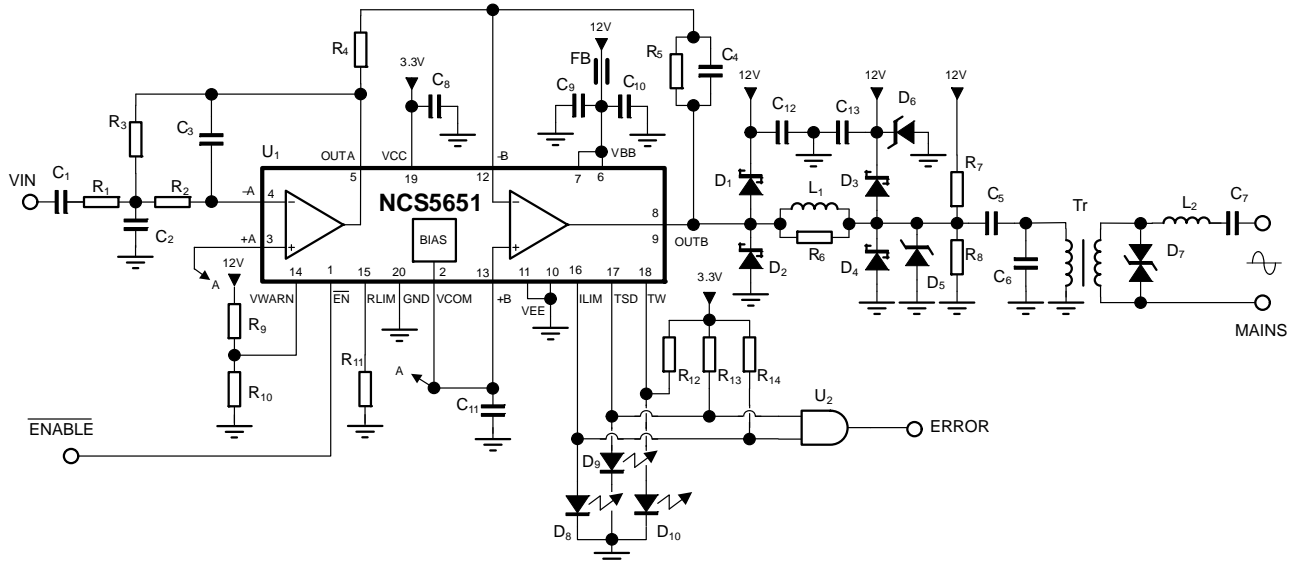 12V
12V
R4
R5
C4
FB
3.3V
C8
C9
C10
12V
12V
12V
C12
C13
D6
R3
C3
U1
OUTA
VCC
-B
VBB
5
19
12
7
6
R7
VIN
C1
R1
R2
–A
4
NCS5651
D1
L1
D3
C5
Tr
L2
C7
8
9
OUTB
R6
C2
+A
3
BIAS
D2
D4
D5
R8
C6
D7
A
12V
14
1
15
20
2
13
11
10
16
17
18
VWARN
EN
RLIM
GND
VCOM
+B
VEE
ILIM
TSD
TW
3.3V
MAINS
R9
R10
R11
A
C11
R12
R13
R14
U2
ENABLE
ERROR
D9
D8
D10